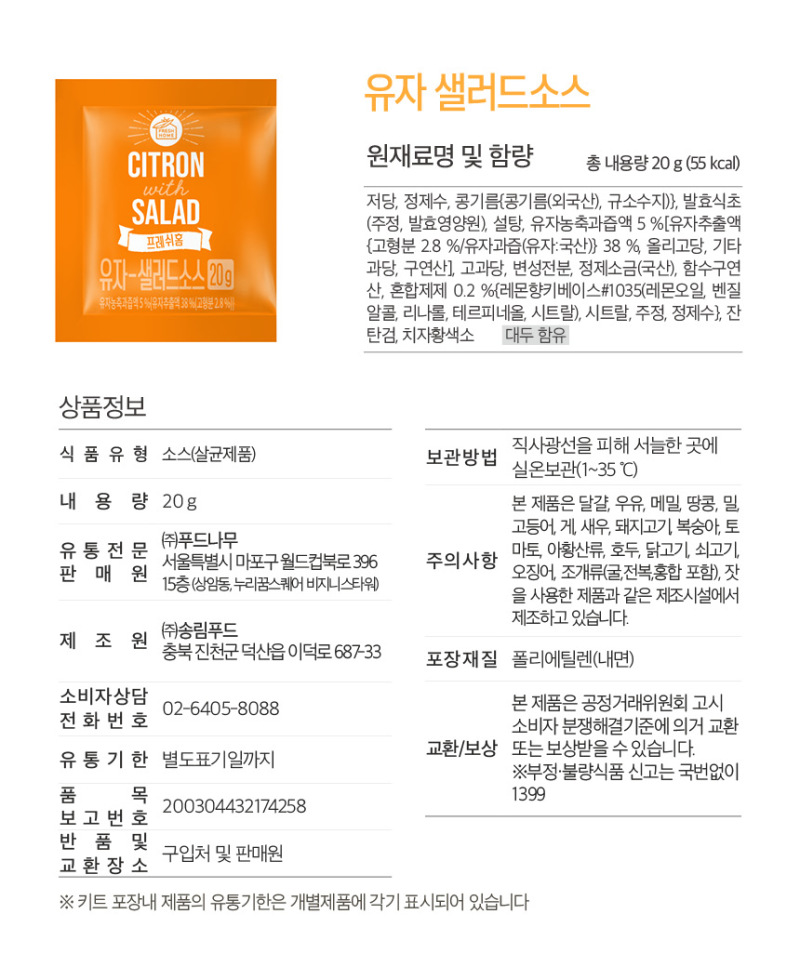 FRESH
HOME
CITRON
with
SALAD
프레쉬홈
유자-샐러드소스 20g
유자농축과즙액 5%{유자추출액 38%(고형분 2.8%)}
유자 샐러드소스
원재료명 및 함량
총 내용량 20 g (55 kcal)
저당, 정제수, 콩기름{콩기름(외국산), 규소수지)}, 발효식초
(주정, 발효영양원), 설탕, 유자농축과즙액 5 %[유자추출액
{고형분 2.8 %/유자과즙(유자:국산)} 38 %, 올리고당, 기타
과당, 구연산], 고과당, 변성전분, 정제소금(국산), 함수구연
산, 혼합제제 0.2 %{레몬향키베이스#1035(레몬오일, 벤질
알콜, 리나롤, 테르피네올, 시트랄), 시트랄, 주정, 정제수}, 잔
탄검, 치자황색소 대두 함유
상품정보
식품유형 소스(살균제품)
내용량 20 g
유통전문
판매원
㈜푸드나무
서울특별시 마포구 월드컵북로 396
15층 (상암동, 누리꿈스퀘어 비지니스타워)
제조원
㈜송림푸드
충북 진천군 덕산읍 이덕로 687-33
소비자상담
전화번호
02-6405-8088
유통기한 별도표기일까지
품목
보고번호
200304432174258
반품 및
교환장소
구입처 및 판매원
보관방법
직사광선을 피해 서늘한 곳에
실온보관(1~35 ℃)
주의사항
본 제품은 달걀, 우유, 메밀, 땅콩, 밀,
고등어, 게, 새우, 돼지고기, 복숭아, 토
마토, 아황산류, 호두, 닭고기, 쇠고기,
오징어, 조개류(굴,전복,홍합 포함), 잣
을 사용한 제품과 같은 제조시설에서
제조하고 있습니다.
포장재질 폴리에틸렌(내면)
교환/보상
본 제품은 공정거래위원회 고시
소비자 분쟁해결기준에 의거 교환
또는 보상받을 수 있습니다.
※부정·불량식품 신고는 국번없이
1399
※ 키트 포장내 제품의 유통기한은 개별제품에 각기 표시되어 있습니다